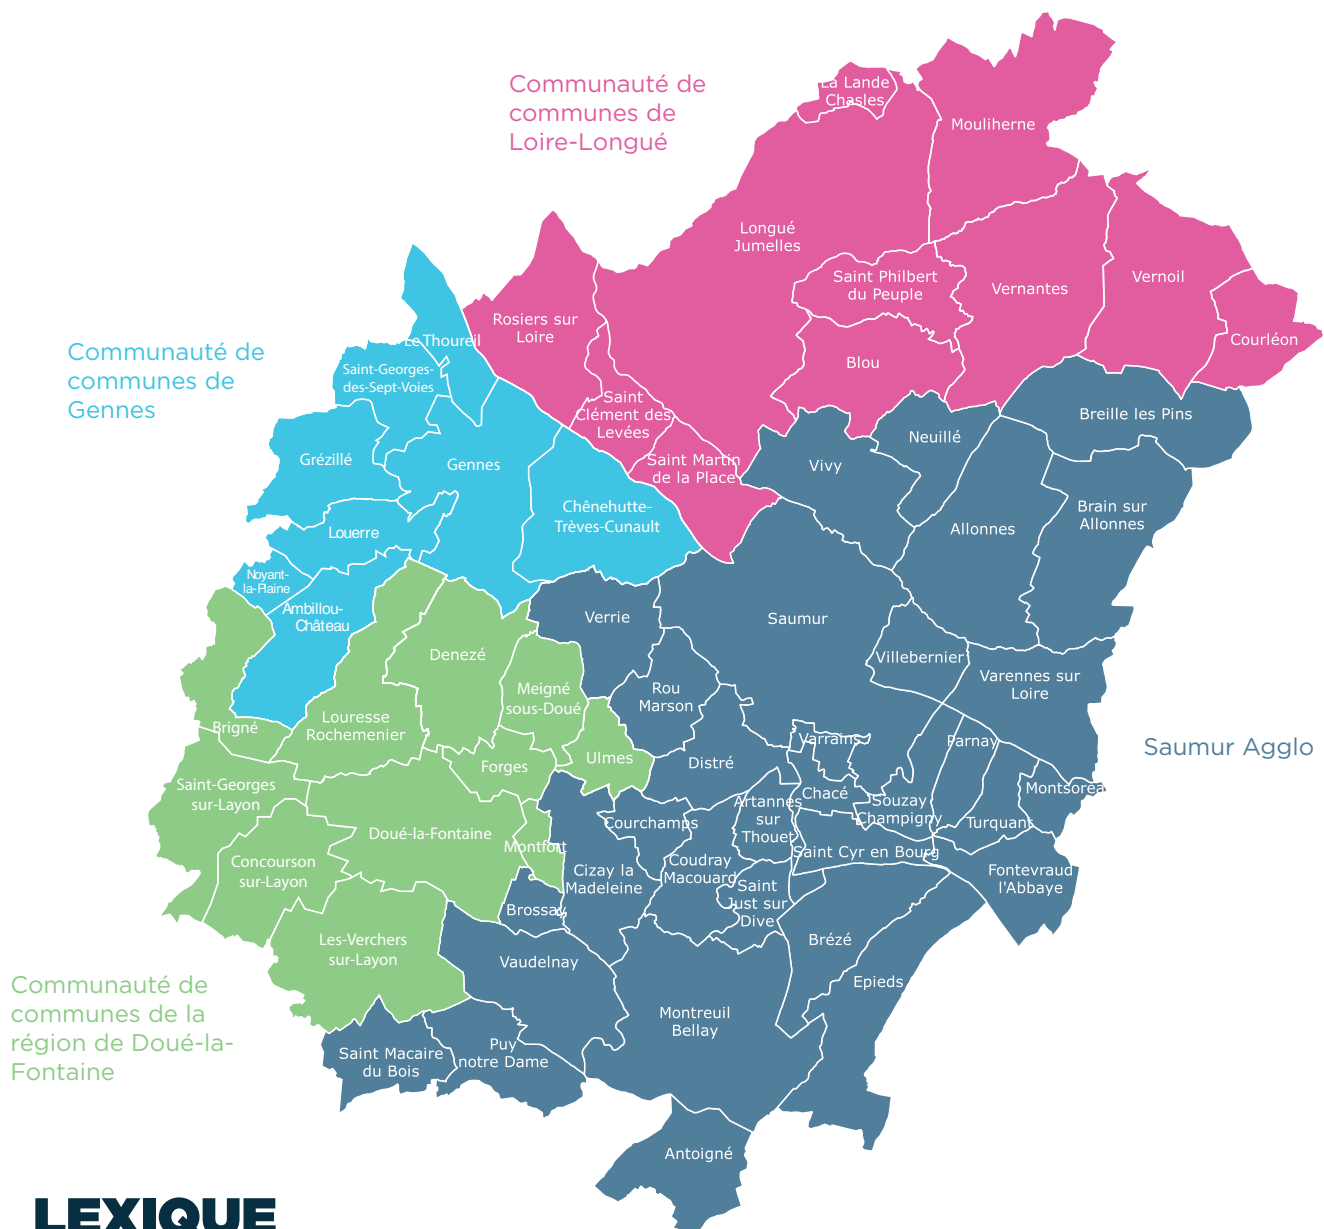 Communauté de
communes de
Loire-Longué
La Lande
Chasles
Mouliherne
Longué
Jumelles
Saint Philbert
du Peuple
Vernantes
Vernoil
Courléon
Rosiers sur
Loire
Blou
Saint
Clément des
Levées
Saint Martin
de la Place
Communauté de
communes de
Gennes
Le Thoureil
Saint-Georges-
des-Sept-Voies
Grézillé
Gennes
Chênehutte-
Trèves-Cunault
Louerre
Noyant-
la-Plaine
Ambillou-
Château
Breille les Pins
Neuillé
Vivy
Allonnes
Brain sur
Allonnes
Verrie
Saumur
Villebernier
Varennes sur
Loire
Rou
Marson
Distré
Varrains
Parnay
Saumur Agglo
Montsorea
Chacé
Souzay
Champigny
Turquant
Artannes
sur
Thouet
Courchamps
Saint Cyr en Bourg
Fontevraud
l'Abbaye
Coudray
Macouard
Cizay la
Madeleine
Saint
Just sur
Dive
Brossay
Brézé
Vaudelnay
Epieds
Montreuil
Bellay
Puy
notre Dame
Saint Macaire
du Bois
Antoigné
Denezé
Meigné
sous-Doué
Louresse
Rochemenier
Brigné
Ulmes
Forges
Saint-Georges
sur-Layon
Doué-la-Fontaine
Montfort
Concourson
sur-Layon
Les-Verchers
sur-Layon
Communauté de
communes de la
région de Doué-la-
Fontaine
LEXIQUE